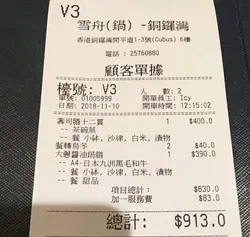 V3
雪舟(鍋) -銅鑼灣
香港銅鑼灣開平道1-3號(Cubus) 6樓
電話 : 25760880
顧客單據
檯號: V3 人 數: 2
單號: 01005999 開單員工: Icy
日期: 2018-11-10 開單時間: 12:15:02
壽司膳十二貫 1 $400.0
-- 茶碗蒸
-- 餐 小缽, 沙律, 白米, 漬物
餐轉烏冬 2 $40.0
大醬油鍋膳 1 $390.0
-- A4-日本九洲黑毛和牛
-- 餐 小缽, 沙律, 白米, 漬物
-- 餐 甜品
項目總計: $830.0
加一服務費: $83.0
總計: $913.0